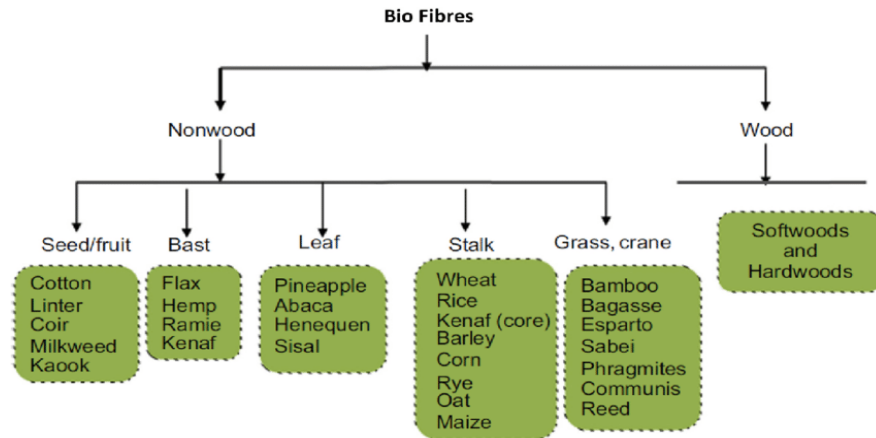 Bio Fibres
Nonwood
Wood
Seed/fruit
Bast
Leaf
Stalk
Grass, crane
Cotton
Linter
Coir
Milkweed
Kaook
Flax
Hemp
Ramie
Kenaf
Pineapple
Abaca
Henequen
Sisal
Wheat
Rice
Kenaf (core)
Barley
Corn
Rye
Oat
Maize
Bamboo
Bagasse
Esparto
Sabei
Phragmites
Communis
Reed
Softwoods
and
Hardwoods